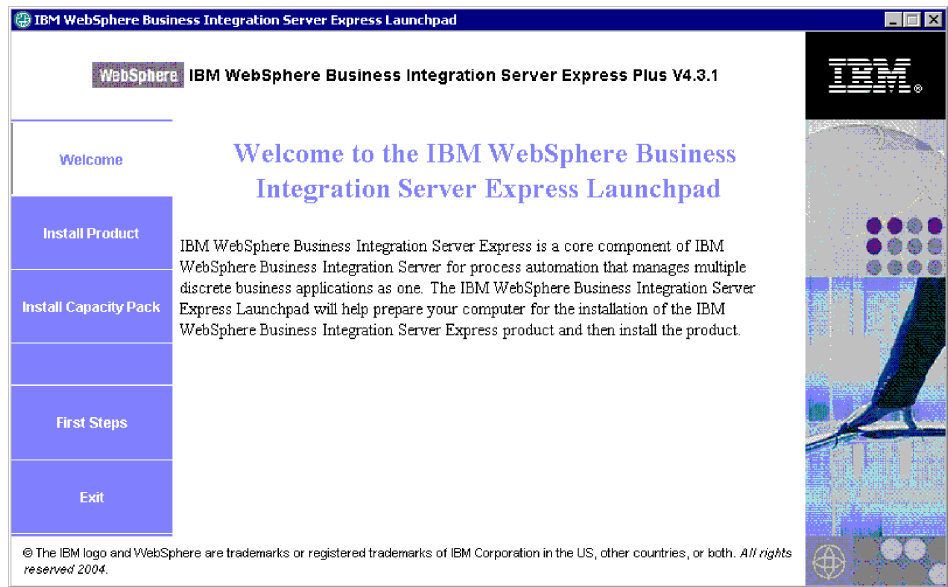 IBM WebSphere Business Integration Server Express Launchpad
WebSphere IBM WebSphere Business Integration Server Express Plus V4.3.1
IBM®
Welcome
Install Product
Install Capacity Pack
First Steps
Exit
Welcome to the IBM WebSphere Business
Integration Server Express Launchpad
IBM WebSphere Business Integration Server Express is a core component of IBM
WebSphere Business Integration Server for process automation that manages multiple
discrete business applications as one. The IBM WebSphere Business Integration Server
Express Launchpad will help prepare your computer for the installation of the IBM
WebSphere Business Integration Server Express product and then install the product.
© The IBM logo and WebSphere are trademarks or registered trademarks of IBM Corporation in the US, other countries, or both. All rights
reserved 2004.